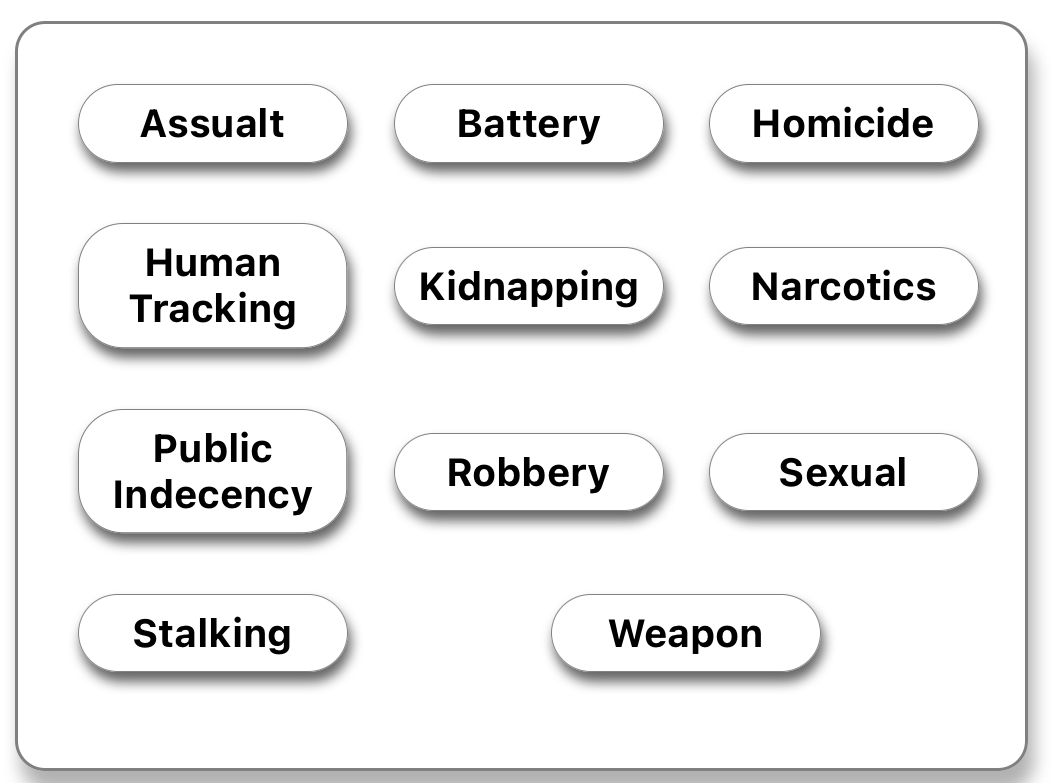 Assualt
Battery
Homicide
Human
Tracking
Kidnapping
Narcotics
Public
Indecency
Robbery
Sexual
Stalking
Weapon